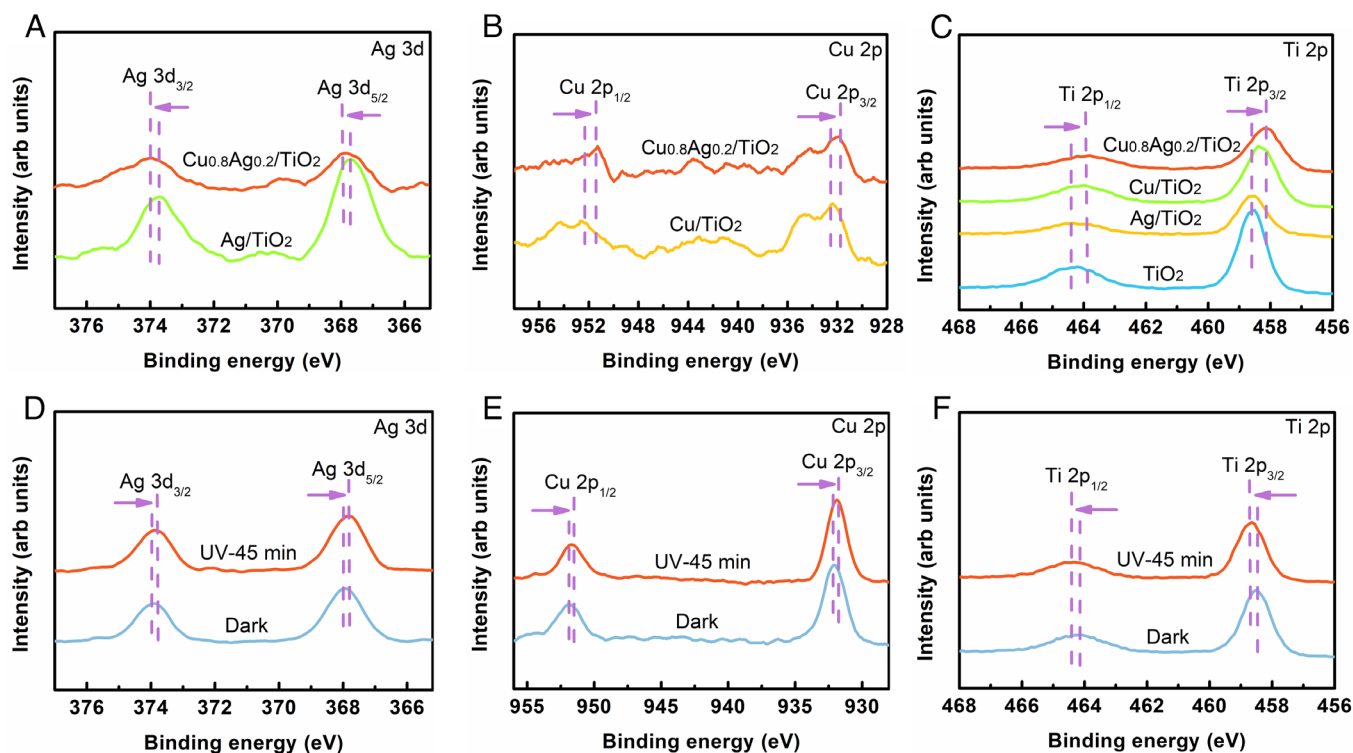 A
Ag 3d
Ag 3d3/2
Ag 3d5/2
Cu0.8Ag0.2/TiO2
Ag/TiO2
Intensity (arb units)
376 374 372 370 368 366
Binding energy (eV)
B
Cu 2p
Cu 2p1/2
Cu 2p3/2
Cu0.8Ag0.2/TiO2
Cu/TiO2
Intensity (arb units)
956 952 948 944 940 936 932 928
Binding energy (eV)
C
Ti 2p
Ti 2p1/2
Ti 2p3/2
Cu0.8Ag0.2/TiO2
Cu/TiO2
Ag/TiO2
TiO2
Intensity (arb units)
468 466 464 462 460 458 456
Binding energy (eV)
D
Ag 3d
Ag 3d3/2
Ag 3d5/2
UV-45 min
Dark
Intensity (arb units)
376 374 372 370 368 366
Binding energy (eV)
E
Cu 2p
Cu 2p1/2
Cu 2p3/2
UV-45 min
Dark
Intensity (arb units)
955 950 945 940 935 930
Binding energy (eV)
F
Ti 2p
Ti 2p1/2
Ti 2p3/2
UV-45 min
Dark
Intensity (arb units)
468 466 464 462 460 458 456
Binding energy (eV)